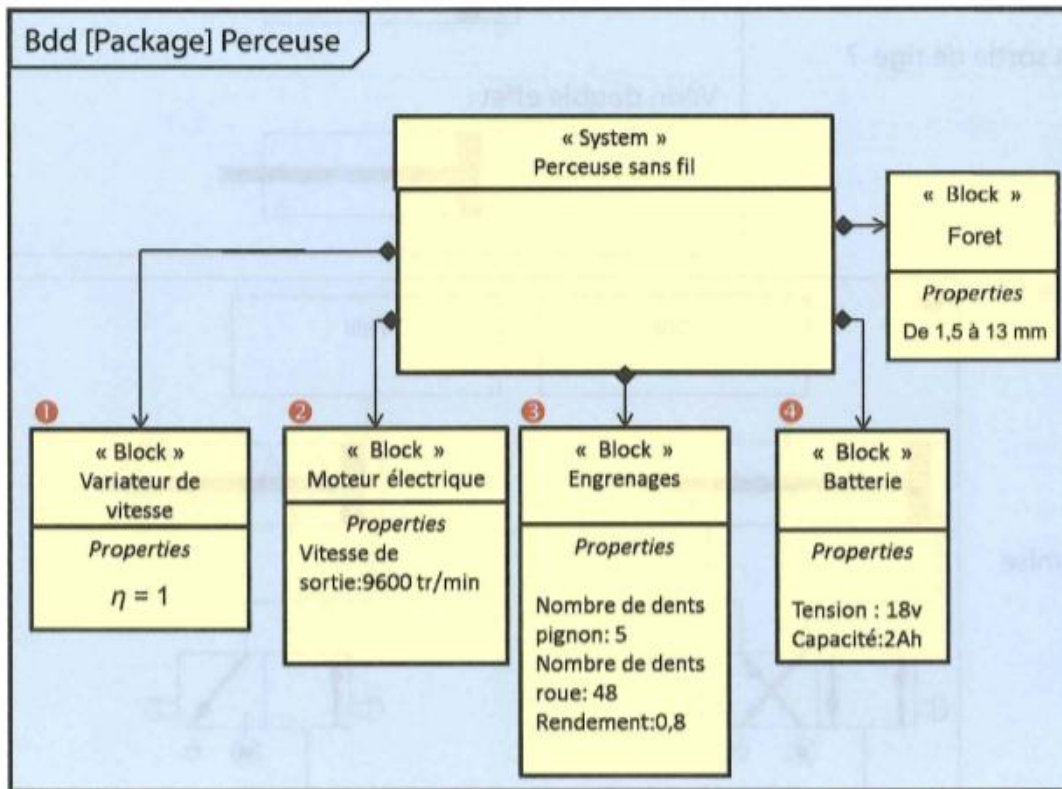 Bdd [Package] Perceuse
« System »
Perceuse sans fil
« Block »
Foret
Properties
De 1,5 à 13 mm
1
« Block »
Variateur de
vitesse
Properties
η = 1
2
« Block »
Moteur électrique
Properties
Vitesse de
sortie:9600 tr/min
3
« Block »
Engrenages
Properties
Nombre de dents
pignon: 5
Nombre de dents
roue: 48
Rendement:0,8
4
« Block »
Batterie
Properties
Tension : 18v
Capacité:2Ah